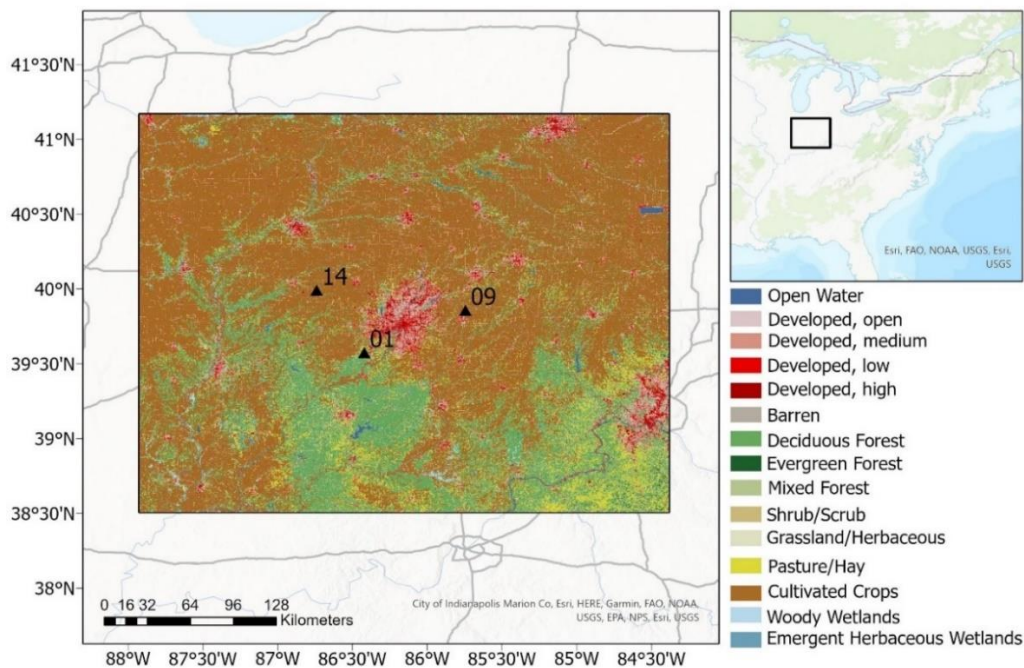 41°30'N
41°N
40°30'N
40°N
39°30'N
39°N
38°30'N
38°N
14
09
01
0 16 32 64 96 128
Kilometers
City of Indianapolis Marion Co, Esri, HERE, Garmin, FAO, NOAA,
USGS, EPA, NPS, Esri, USGS
88°W 87°30'W 87°W 86°30'W 86°W 85°30'W 85°W 84°30'W
Esri, FAO, NOAA, USGS, Esri,
USGS
Open Water
Developed, open
Developed, medium
Developed, low
Developed, high
Barren
Deciduous Forest
Evergreen Forest
Mixed Forest
Shrub/Scrub
Grassland/Herbaceous
Pasture/Hay
Cultivated Crops
Woody Wetlands
Emergent Herbaceous Wetlands